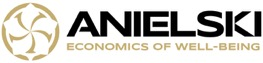 ANIELSKI
ECONOMICS OF WELL-BEING